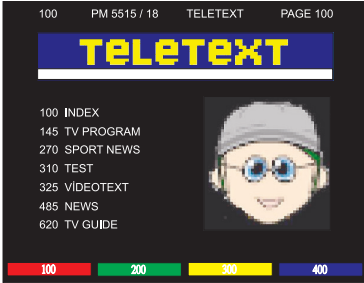 100 PM 5515 / 18 TELETEXT PAGE 100
TeLeTeXT
100 INDEX
145 TV PROGRAM
270 SPORT NEWS
310 TEST
325 VİDEOTEXT
485 NEWS
620 TV GUIDE
100 200 300 400